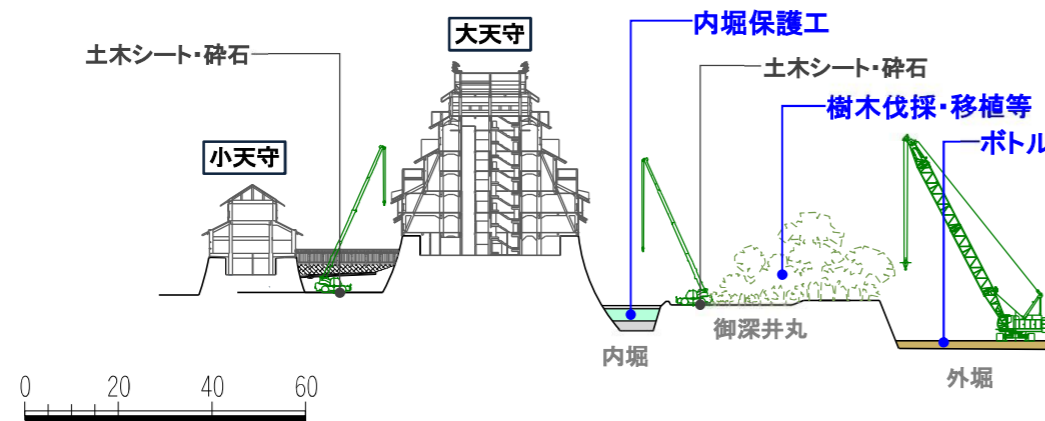 内堀保護工
大天守
土木シート・砕石
土木シート・砕石
樹木伐採・移植等
ボトル
小天守
御深井丸
内堀
外堀
0 20 40 60